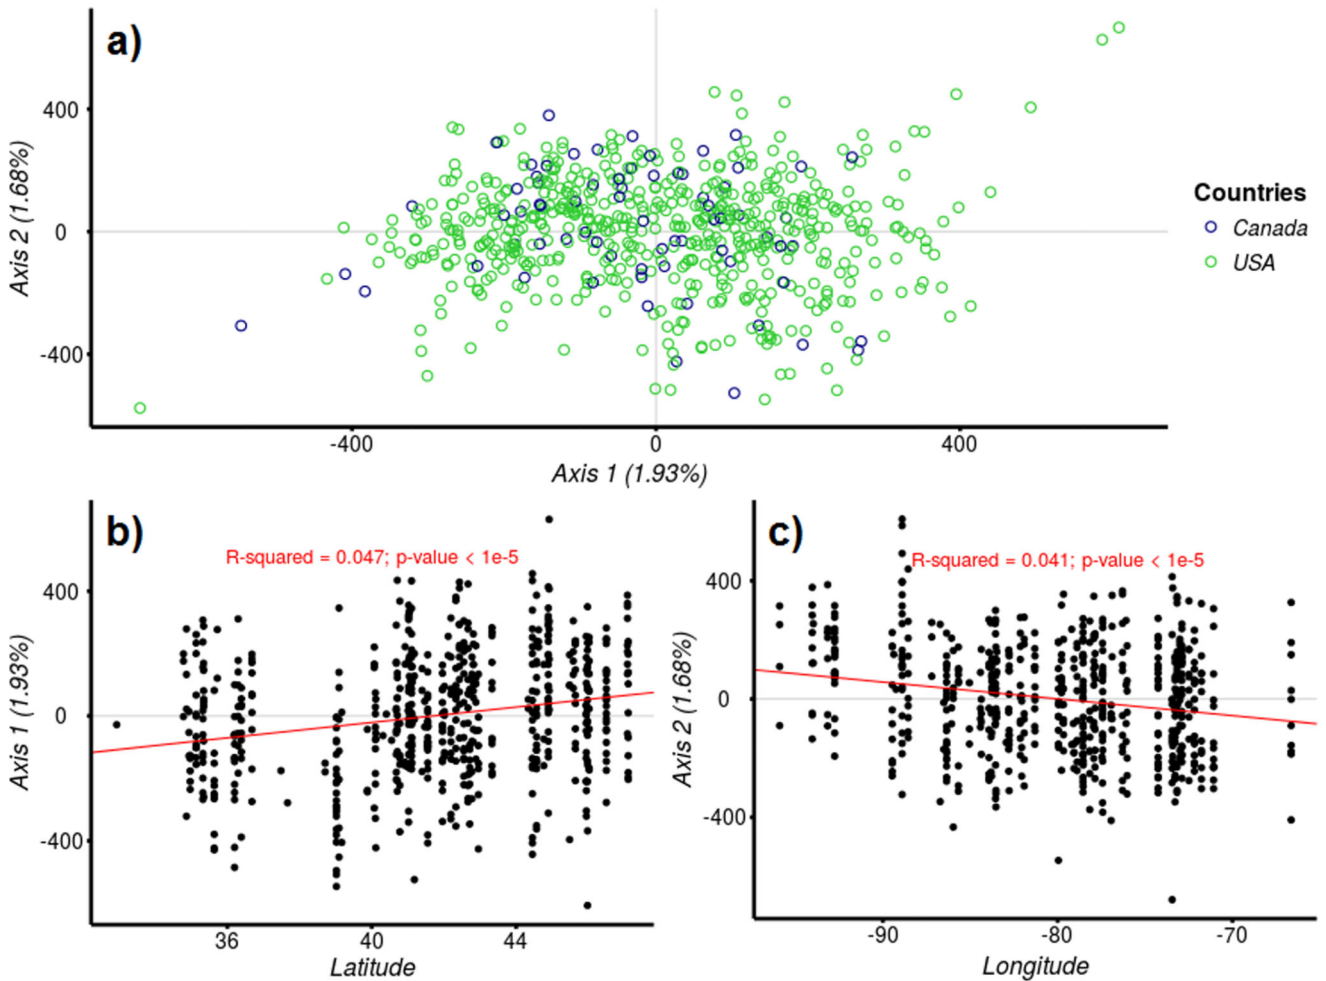 a)
Axis 2 (1.68%)
400
0
-400
-400
0
400
Axis 1 (1.93%)
Countries
Canada
USA
b)
R-squared = 0.047; p-value < 1e-5
Axis 1 (1.93%)
400
0
-400
36
40
44
Latitude
c)
R-squared = 0.041; p-value < 1e-5
Axis 2 (1.68%)
400
0
-400
-90
-80
-70
Longitude